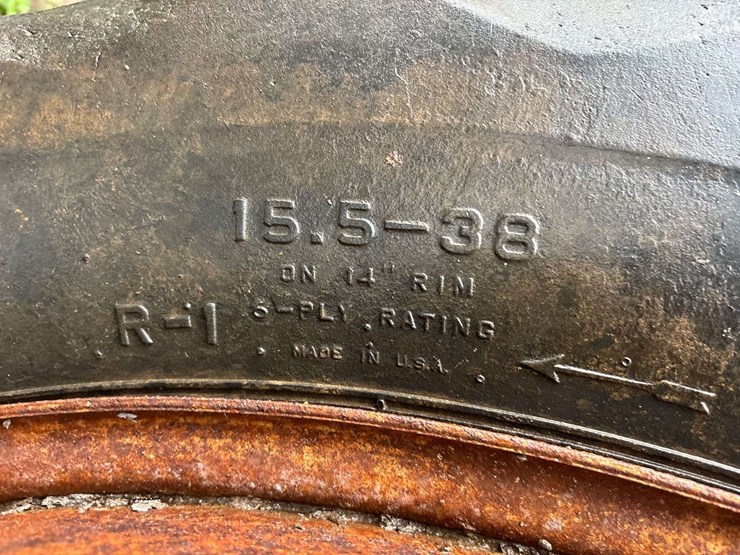 15.5-38
ON 14" RIM
R-1 6-PLY RATING
MADE IN U.S.A.